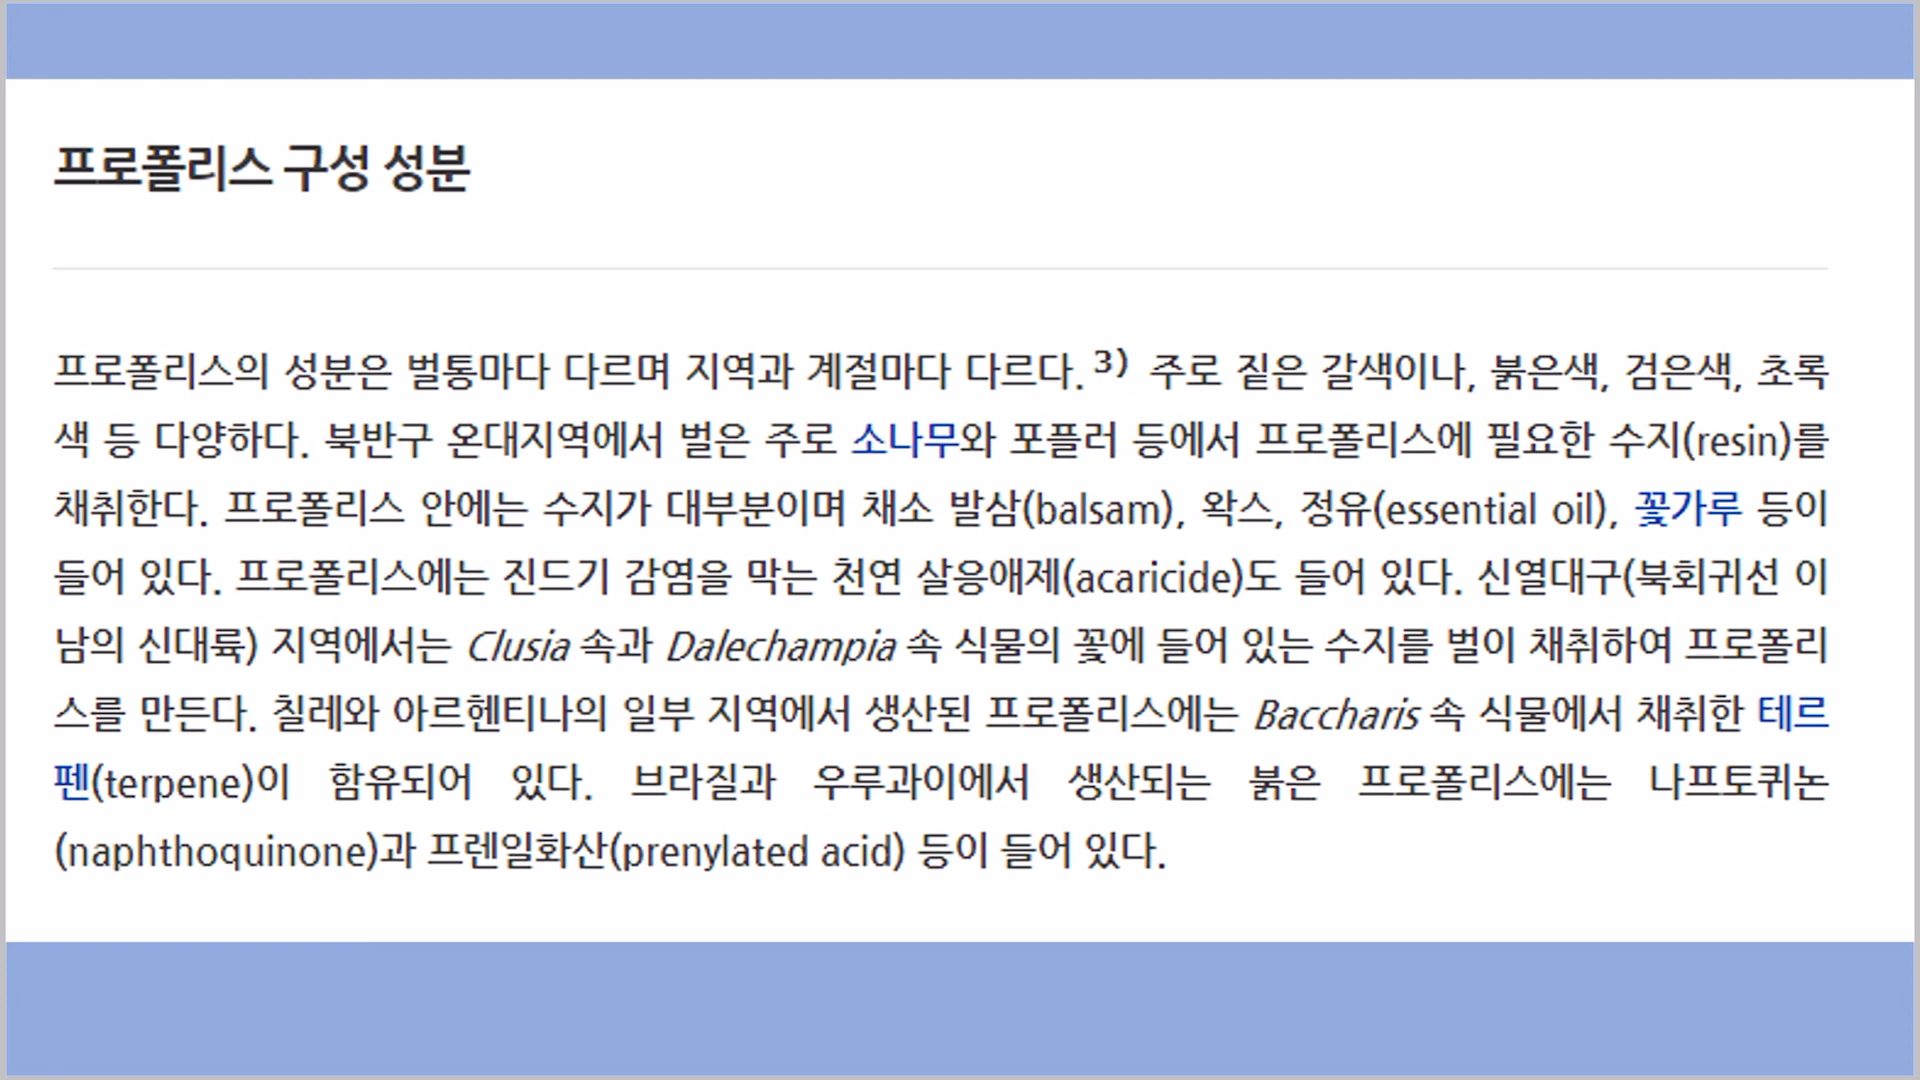 프로폴리스 구성 성분
프로폴리스의 성분은 벌통마다 다르며 지역과 계절마다 다르다.3) 주로 짙은 갈색이나, 붉은색, 검은색, 초록
색 등 다양하다. 북반구 온대지역에서 벌은 주로 소나무와 포플러 등에서 프로폴리스에 필요한 수지(resin)를
채취한다. 프로폴리스 안에는 수지가 대부분이며 채소 발삼(balsam), 왁스, 정유(essential oil), 꽃가루 등이
들어 있다. 프로폴리스에는 진드기 감염을 막는 천연 살응애제(acaricide)도 들어 있다. 신열대구(북회귀선 이
남의 신대륙) 지역에서는 Clusia 속과 Dalechampia 속 식물의 꽃에 들어 있는 수지를 벌이 채취하여 프로폴리
스를 만든다. 칠레와 아르헨티나의 일부 지역에서 생산된 프로폴리스에는 Baccharis 속 식물에서 채취한 테르
펜(terpene)이 함유되어 있다. 브라질과 우루과이에서 생산되는 붉은 프로폴리스에는 나프토퀴논
(naphthoquinone)과 프렌일화산(prenylated acid) 등이 들어 있다.